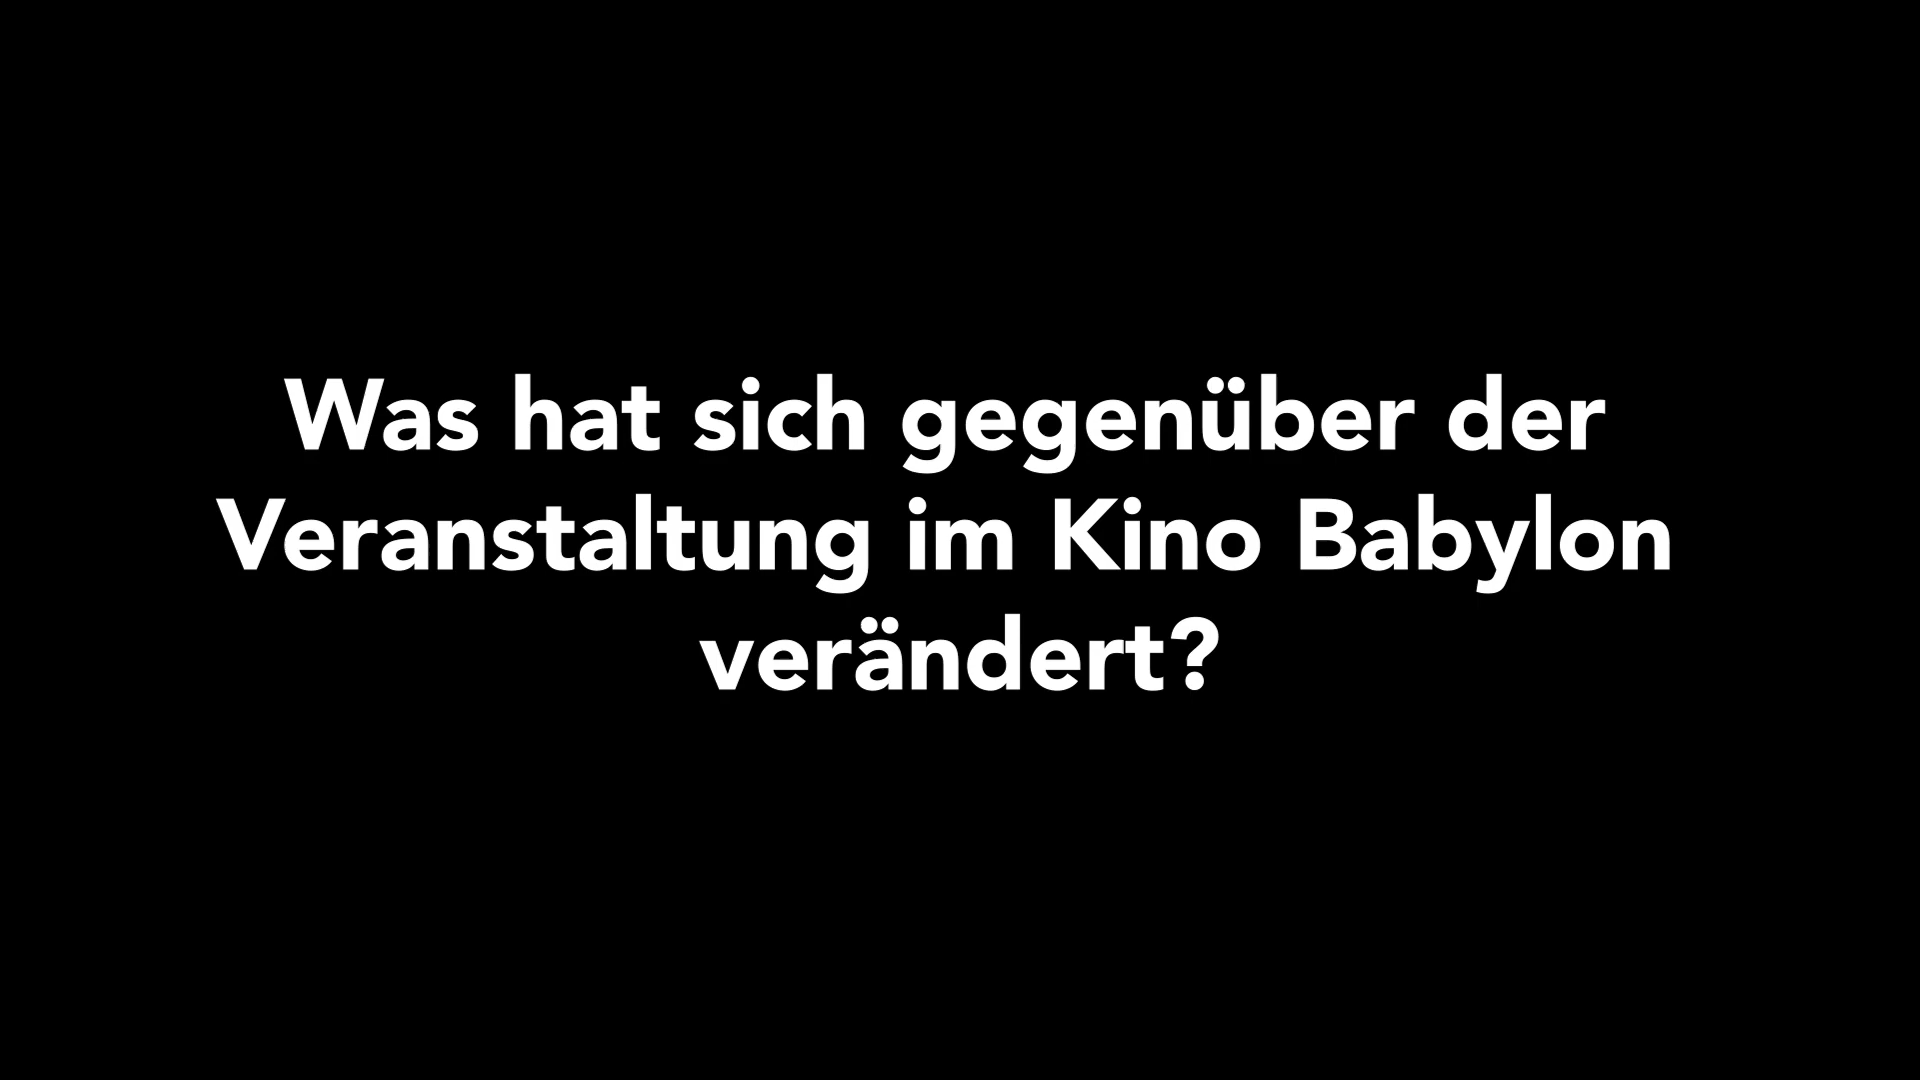 Was hat sich gegenüber der
Veranstaltung im Kino Babylon
verändert?